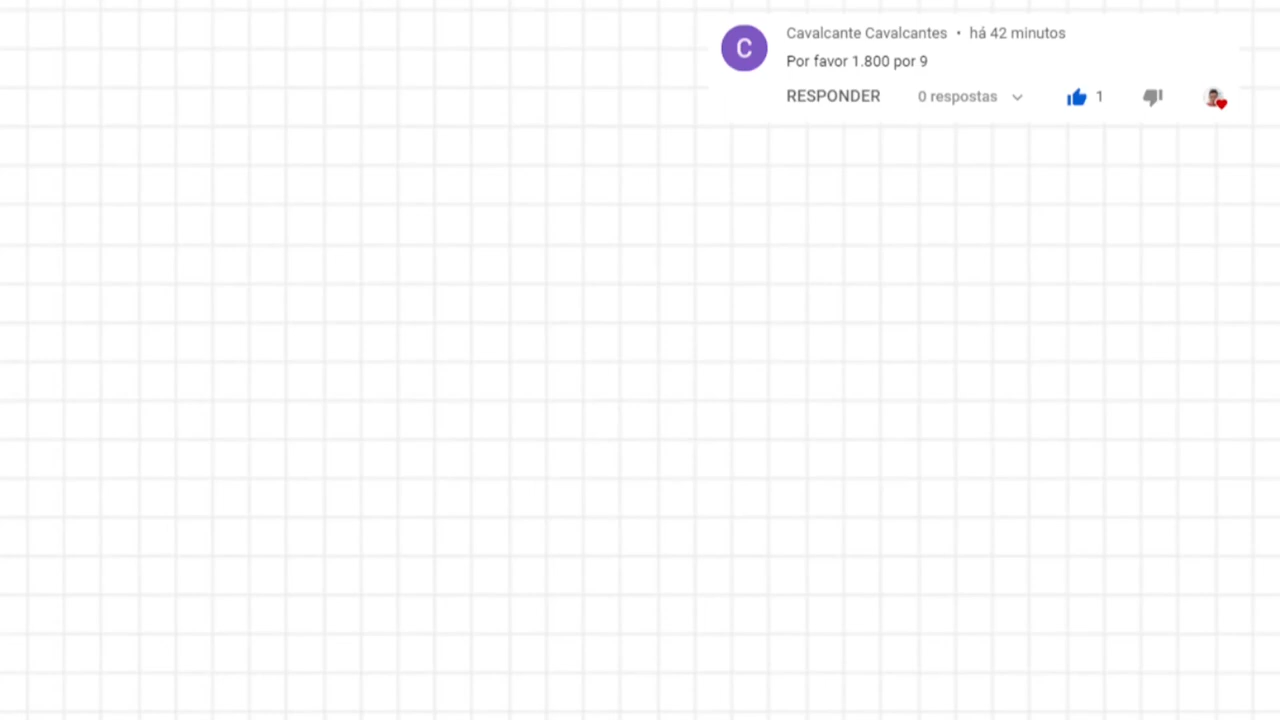 C
Cavalcante Cavalcantes • há 42 minutos
Por favor 1.800 por 9
RESPONDER 0 respostas 1